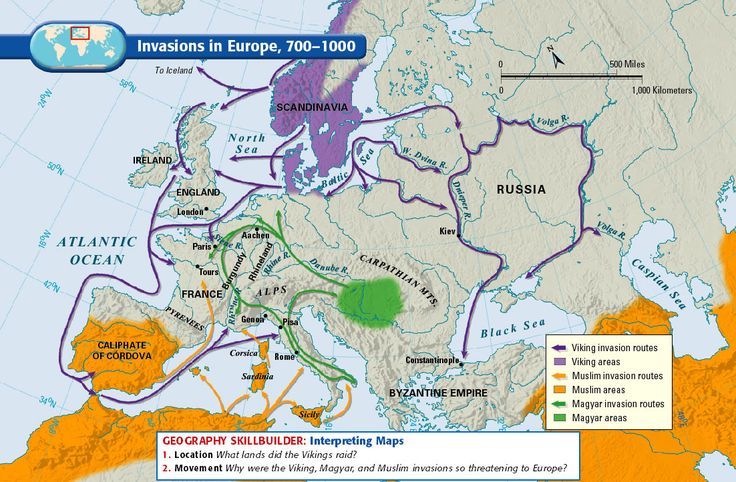 Invasions in Europe, 700–1000
To Iceland
0 500 Miles
0 1,000 Kilometers
N
24°W
58°N
50°N
18°W
42°N
34°N
SCANDINAVIA
North
Sea
IRELAND
ENGLAND
London
Baltic
Sea
W. Dvina R.
Volga R.
Dnieper R.
RUSSIA
Kiev
Volga R.
Caspian Sea
ATLANTIC
OCEAN
Paris
Seine R.
Aachen
Tours
Burgundy
Rhineland
Rhine R.
Danube R.
CARPATHIAN MTS.
FRANCE
ALPS
Rhône R.
PYRENEES
Genoa
Pisa
Corsica
Rome
Sardinia
Sicily
CALIPHATE
OF CÓRDOVA
Black Sea
Constantinople
BYZANTINE EMPIRE
Viking invasion routes
Viking areas
Muslim invasion routes
Muslim areas
Magyar invasion routes
Magyar areas
GEOGRAPHY SKILLBUILDER: Interpreting Maps
1. Location What lands did the Vikings raid?
2. Movement Why were the Viking, Magyar, and Muslim invasions so threatening to Europe?